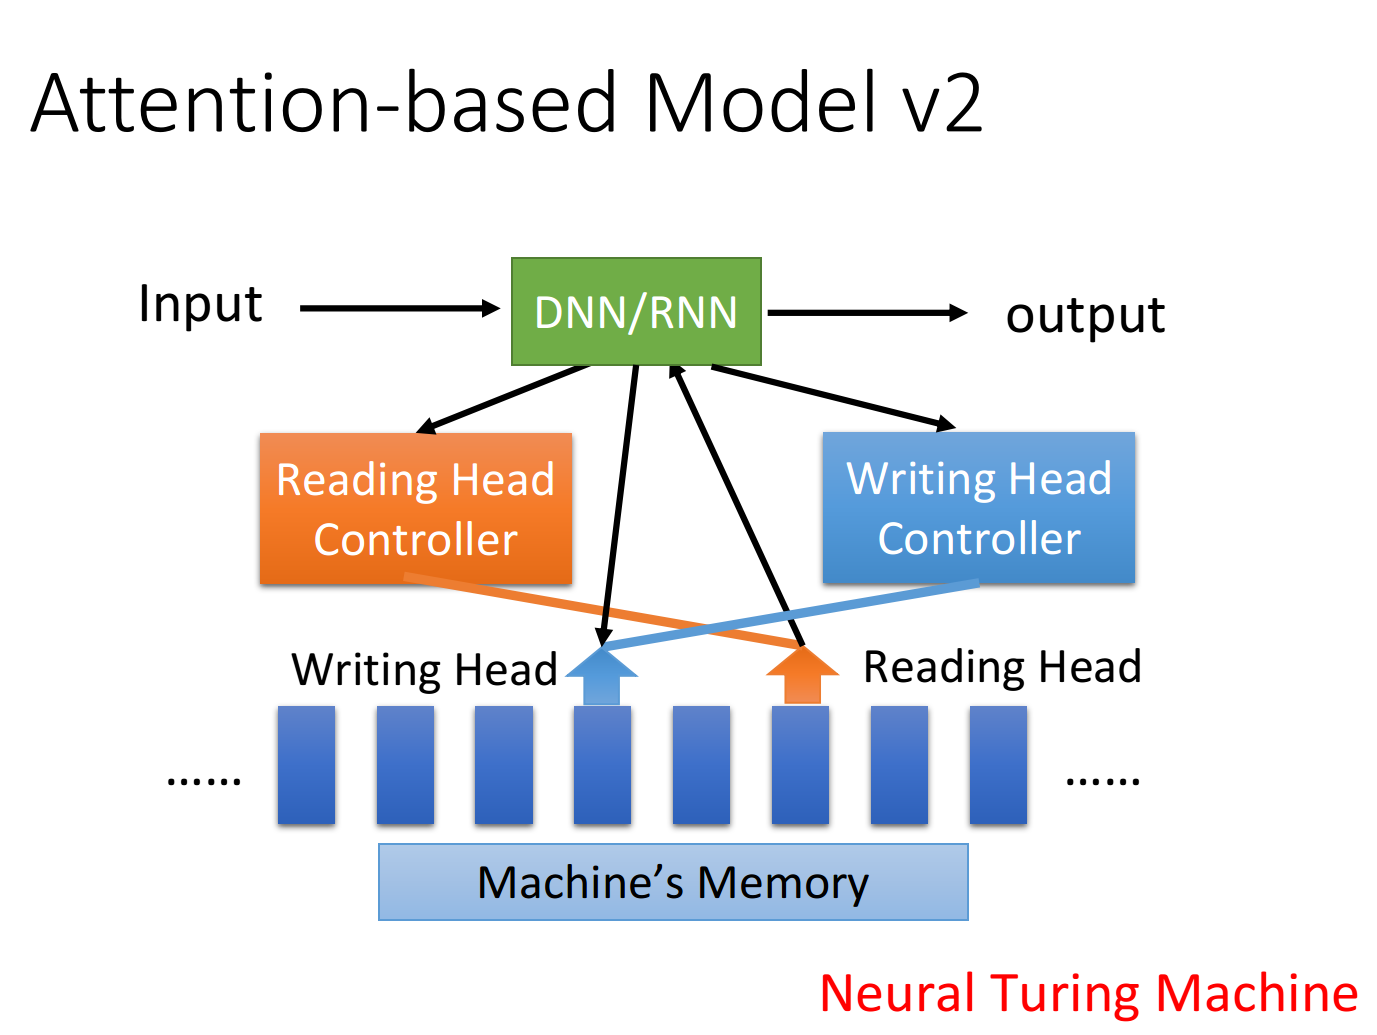 Attention-based Model v2
Input
DNN/RNN
output
Reading Head
Controller
Writing Head
Controller
Writing Head
Reading Head
……
……
Machine’s Memory
Neural Turing Machine